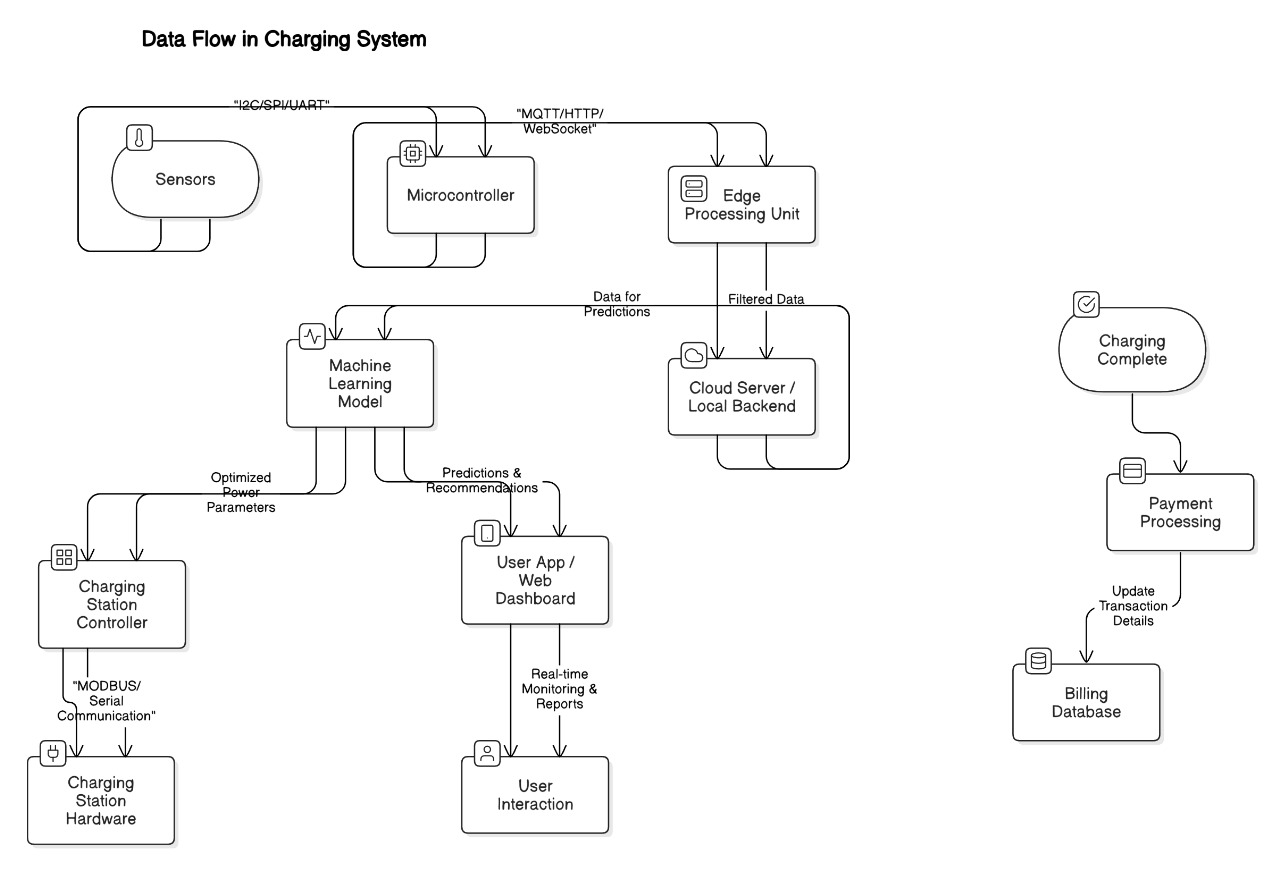 Data Flow in Charging System
"I2C/SPI/UART"
"MQTT/HTTP/
WebSocket"
Sensors
Microcontroller
Edge
Processing Unit
Data for
Predictions
Filtered Data
Machine
Learning
Model
Cloud Server /
Local Backend
Charging
Complete
Optimized
Power
Parameters
Predictions &
Recommendations
Payment
Processing
Charging
Station
Controller
User App /
Web
Dashboard
Update
Transaction
Details
"MODBUS/
Serial
Communication"
Real-time
Monitoring &
Reports
Billing
Database
Charging
Station
Hardware
User
Interaction